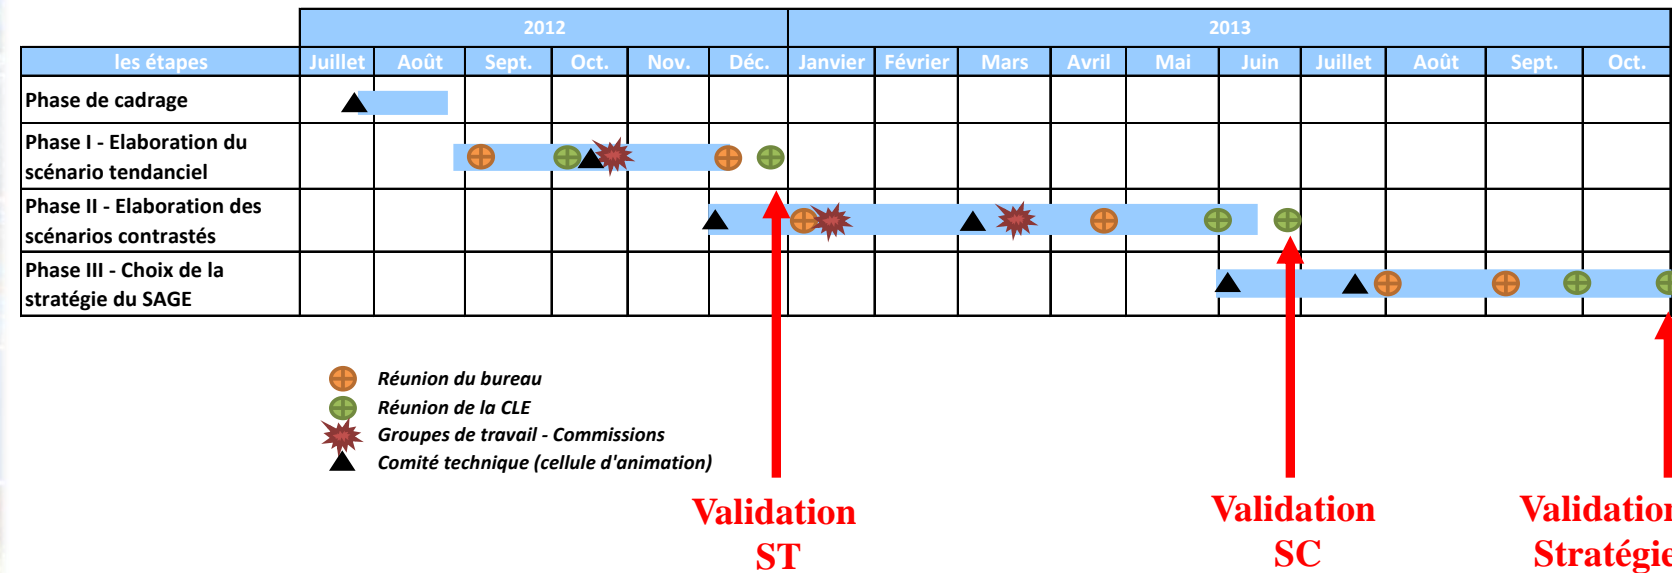 2012 2013
les étapes Juillet Août Sept. Oct. Nov. Déc. Janvier Février Mars Avril Mai Juin Juillet Août Sept. Oct.
Phase de cadrage
Phase I - Elaboration du
scénario tendanciel
Phase II - Elaboration des
scénarios contrastés
Phase III - Choix de la
stratégie du SAGE
Réunion du bureau
Réunion de la CLE
Groupes de travail - Commissions
Comité technique (cellule d'animation)
Validation
ST
Validation
SC
Validation
Stratégie